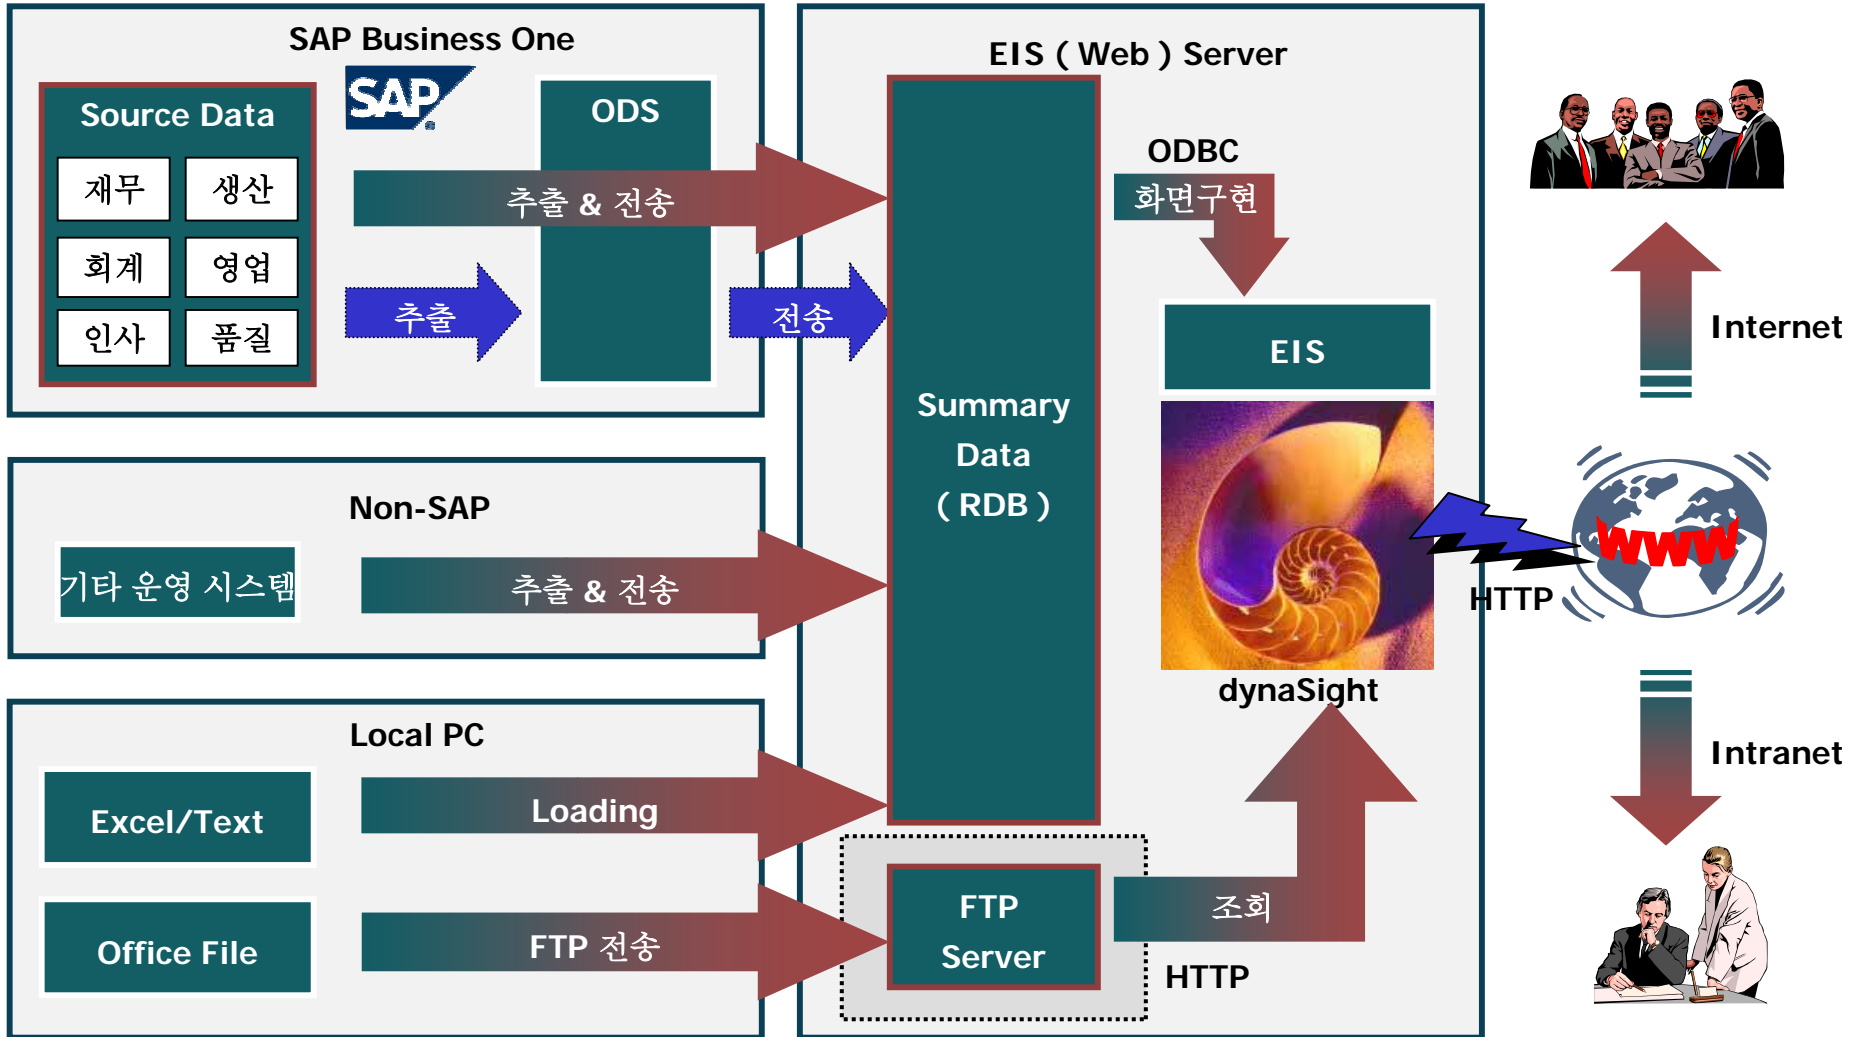 SAP Business One
SAP
Source Data
재무
생산
회계
영업
인사
품질
ODS
추출 & 전송
추출
전송
Non-SAP
기타 운영 시스템
추출 & 전송
Local PC
Excel/Text
Loading
Office File
FTP 전송
EIS ( Web ) Server
Summary
Data
( RDB )
ODBC
화면구현
EIS
dynaSight
FTP
Server
조회
HTTP
HTTP
www
Internet
Intranet